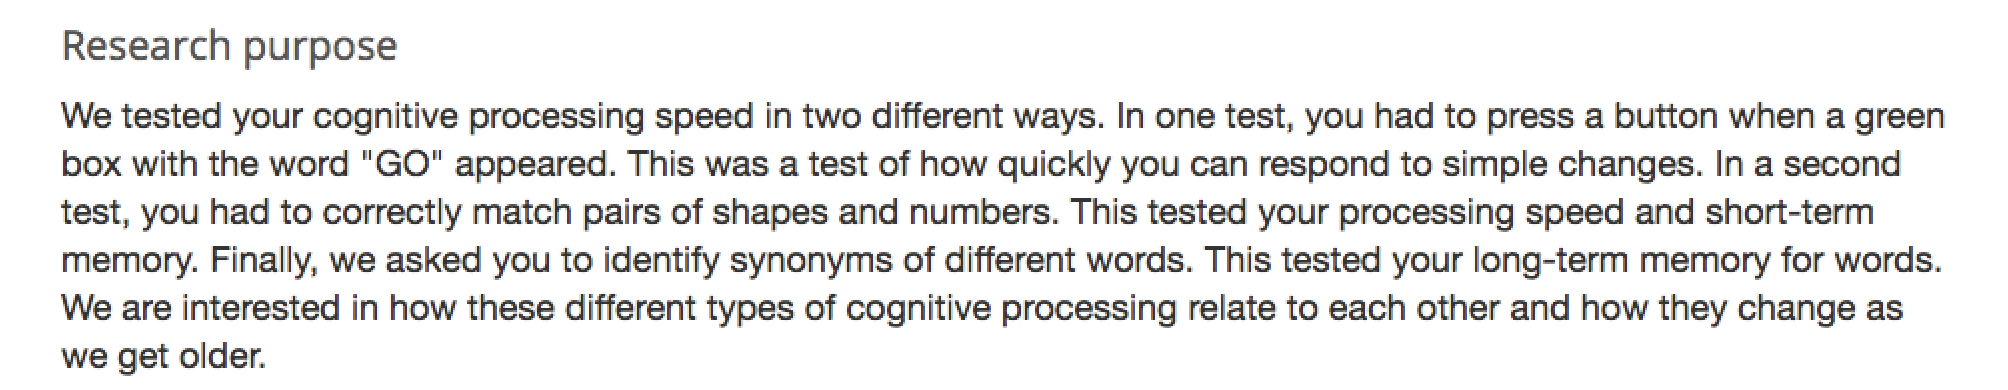 Research purpose
We tested your cognitive processing speed in two different ways. In one test, you had to press a button when a green
box with the word "GO" appeared. This was a test of how quickly you can respond to simple changes. In a second
test, you had to correctly match pairs of shapes and numbers. This tested your processing speed and short-term
memory. Finally, we asked you to identify synonyms of different words. This tested your long-term memory for words.
We are interested in how these different types of cognitive processing relate to each other and how they change as
we get older.